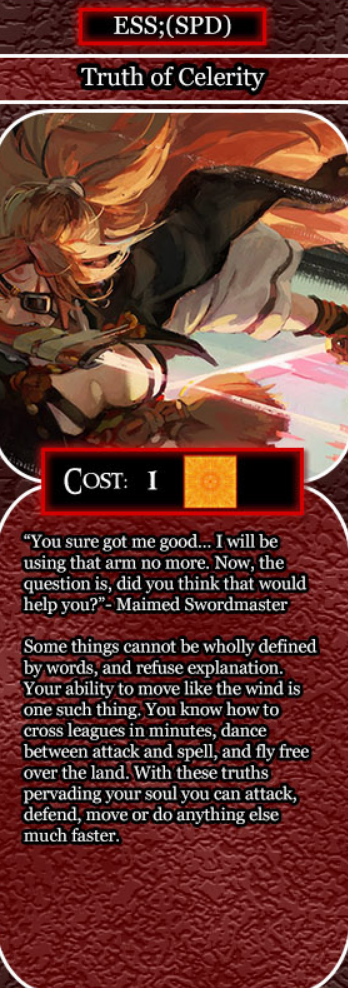 ESS;(SPD)
Truth of Celerity
Cost: 1
“You sure got me good... I will be
using that arm no more. Now, the
question is, did you think that would
help you?”- Maimed Swordmaster
Some things cannot be wholly defined
by words, and refuse explanation.
Your ability to move like the wind is
one such thing. You know how to
cross leagues in minutes, dance
between attack and spell, and fly free
over the land. With these truths
pervading your soul you can attack,
defend, move or do anything else
much faster.